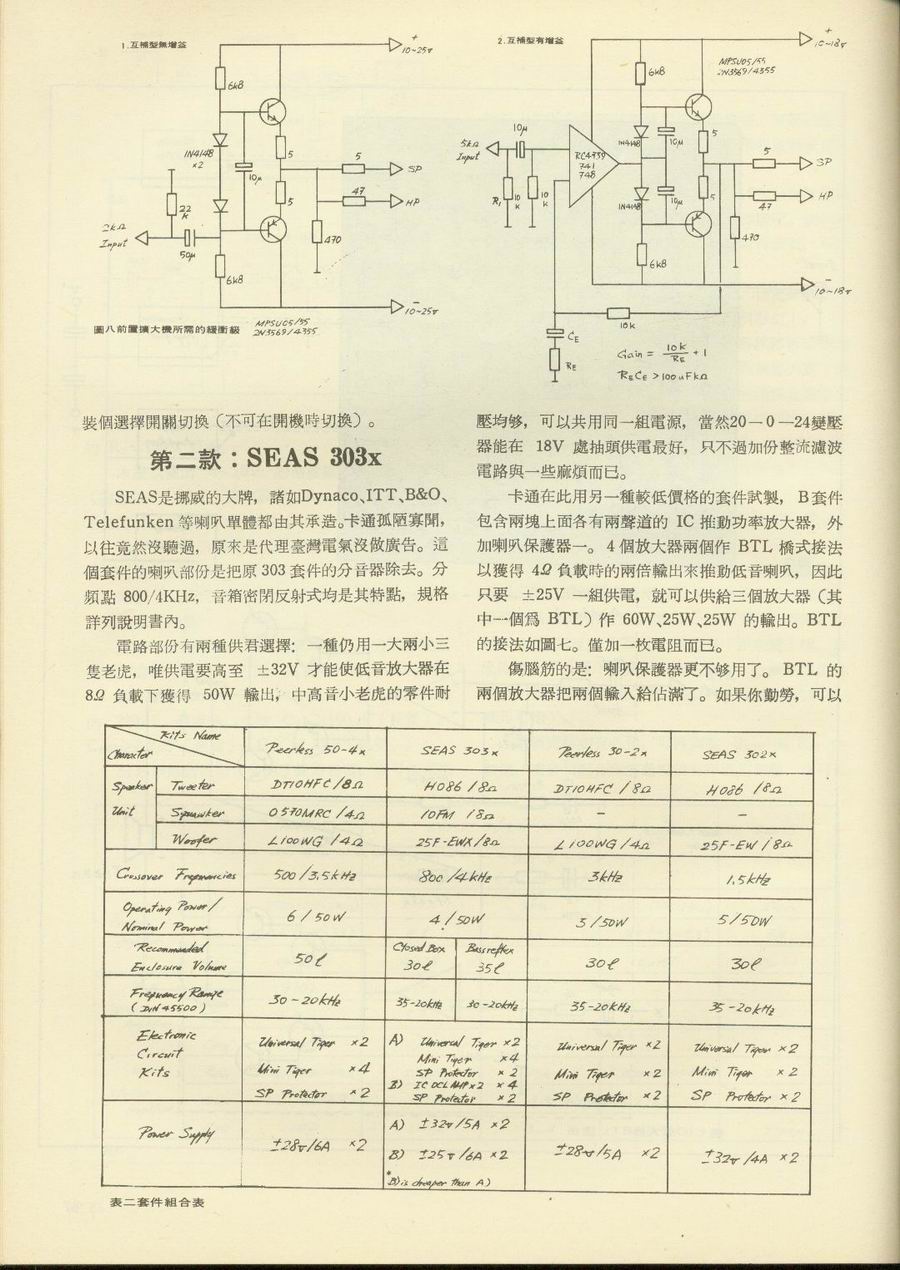 1.互補型無增益
+
10~25v
6k8
1N4148
×2
10μ
5
5
5
SP
47
HP
470
22
k
2kΩ
Input
50μ
6k8
-
10~25v
圖八前置擴大機所需的緩衝級
MPSU05/55
2N3569/4355
2.互補型有增益
+
10~18v
MPSU05/55
2N3569/4355
6k8
5kΩ
Input
10μ
RC4739
741
748
1N4148
10μ
5
5
SP
R₁
10
k
10
k
1N4148
10μ
5
47
HP
470
6k8
-
10~18v
10k
CE
RE
Gain = 10k/RE + 1
RECE >100uFkΩ
裝個選擇開關切換（不可在開機時切換）。
第二款：SEAS 303x
SEAS是挪威的大牌，諸如Dynaco、ITT、B&O、
Telefunken 等喇叭單體都由其承造。卡通孤陋寡聞，
以往竟然沒聽過，原來是代理臺灣電氣沒做廣告。這
個套件的喇叭部份是把原 303 套件的分音器除去。分
頻點 800/4KHz，音箱密閉反射式均是其特點，規格
詳列說明書內。
電路部份有兩種供君選擇：一種仍用一大兩小三
隻老虎，唯供電要高至 ±32V 才能使低音放大器在
8Ω 負載下獲得 50W 輸出，中高音小老虎的零件耐
壓均够，可以共用同一組電源，當然20－0－24變壓
器能在 18V 處抽頭供電最好，只不過加份整流濾波
電路與一些麻煩而已。
卡通在此用另一種較低價格的套件試製，B套件
包含兩塊上面各有兩聲道的 IC 推動功率放大器，外
加喇叭保護器一。4 個放大器兩個作 BTL 橋式接法
以獲得 4Ω 負載時的兩倍輸出來推動低音喇叭，因此
只要 ±25V 一組供電，就可以供給三個放大器（其
中一個爲 BTL）作 60W、25W、25W 的輸出。BTL
的接法如圖七。僅加一枚電阻而已。
傷腦筋的是：喇叭保護器更不够用了。BTL 的
兩個放大器把兩個輸入給佔滿了。如果你勤勞，可以
Kits Name
Character
Peerless 50-4x
SEAS 303x
Peerless 30-2x
SEAS 302x
Speaker
Unit
Tweeter
DT10HFC /8Ω
H086 /8Ω
DT10HFC /8Ω
H086 /8Ω
Squawker
O570MRC /4Ω
10FM /8Ω
-
-
Woofer
L100WG /4Ω
25F-EWX/8Ω
L100WG /4Ω
25F-EW /8Ω
Crossover Frequencies
500/3.5kHz
800/4kHz
3kHz
1.5kHz
Operating Power/
Nominal Power
6/50W
4/50W
3/50W
5/50W
Recommended
Enclosure Volume
50ℓ
Closed Box
30ℓ
Bassreflex
35ℓ
30ℓ
30ℓ
Frequency Range
( DIN 45500 )
30-20kHz
35-20kHz
30-20kHz
35-20kHz
35-20kHz
Electronic
Circuit
Kits
Universal Tiger ×2
Mini Tiger ×4
SP Protector ×2
A) Universal Tiger ×2
Mini Tiger ×4
SP Protector ×2
B) IC OCL AMP×2 ×4
SP Protector ×2
Universal Tiger ×2
Mini Tiger ×2
SP Protector ×2
Universal Tiger ×2
Mini Tiger ×2
SP Protector ×2
Power Supply
±28v/6A ×2
A) ±32v/5A ×2
B) ±25v/6A ×2
*B) is cheaper than A)
±28v/5A ×2
±32v/4A ×2
表二套件組合表